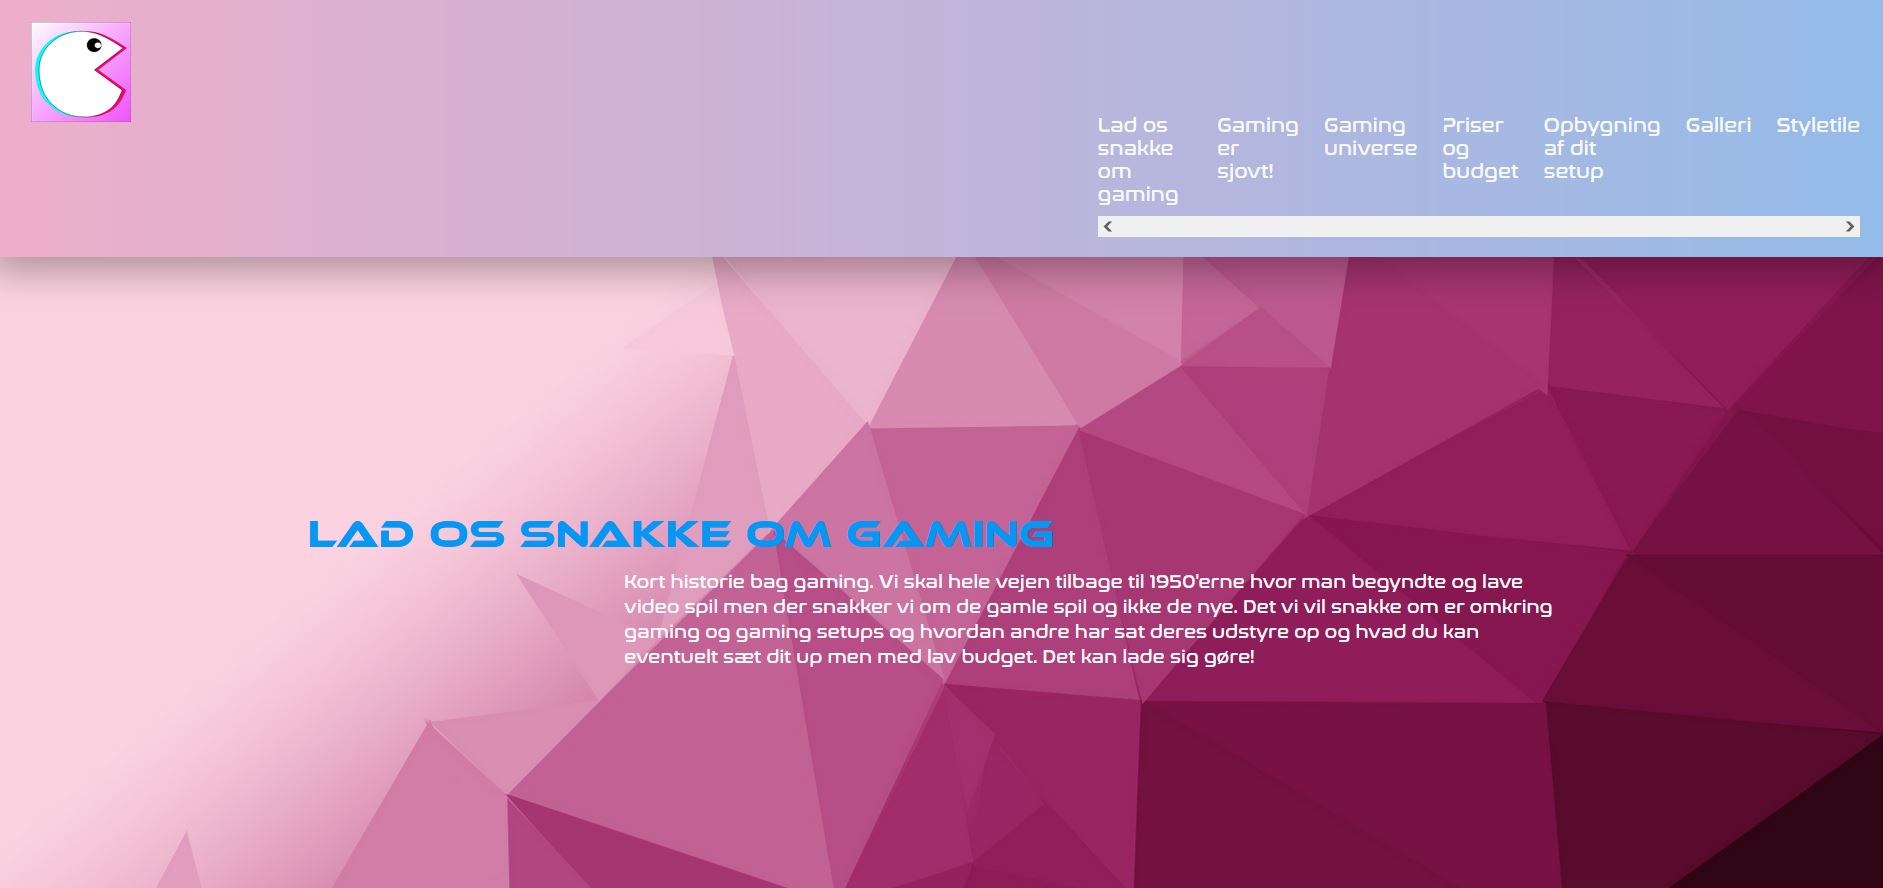 Lad os
snakke
om
gaming
Gaming
er
sjovt!
Gaming
universe
Priser
og
budget
Opbygning
af dit
setup
Galleri
Styletile
LAD OS SNAKKE OM GAMING
Kort historie bag gaming. Vi skal hele vejen tilbage til 1950'erne hvor man begyndte og lave
video spil men der snakker vi om de gamle spil og ikke de nye. Det vi vil snakke om er omkring
gaming og gaming setups og hvordan andre har sat deres udstyre op og hvad du kan
eventuelt sæt dit up men med lav budget. Det kan lade sig gøre!